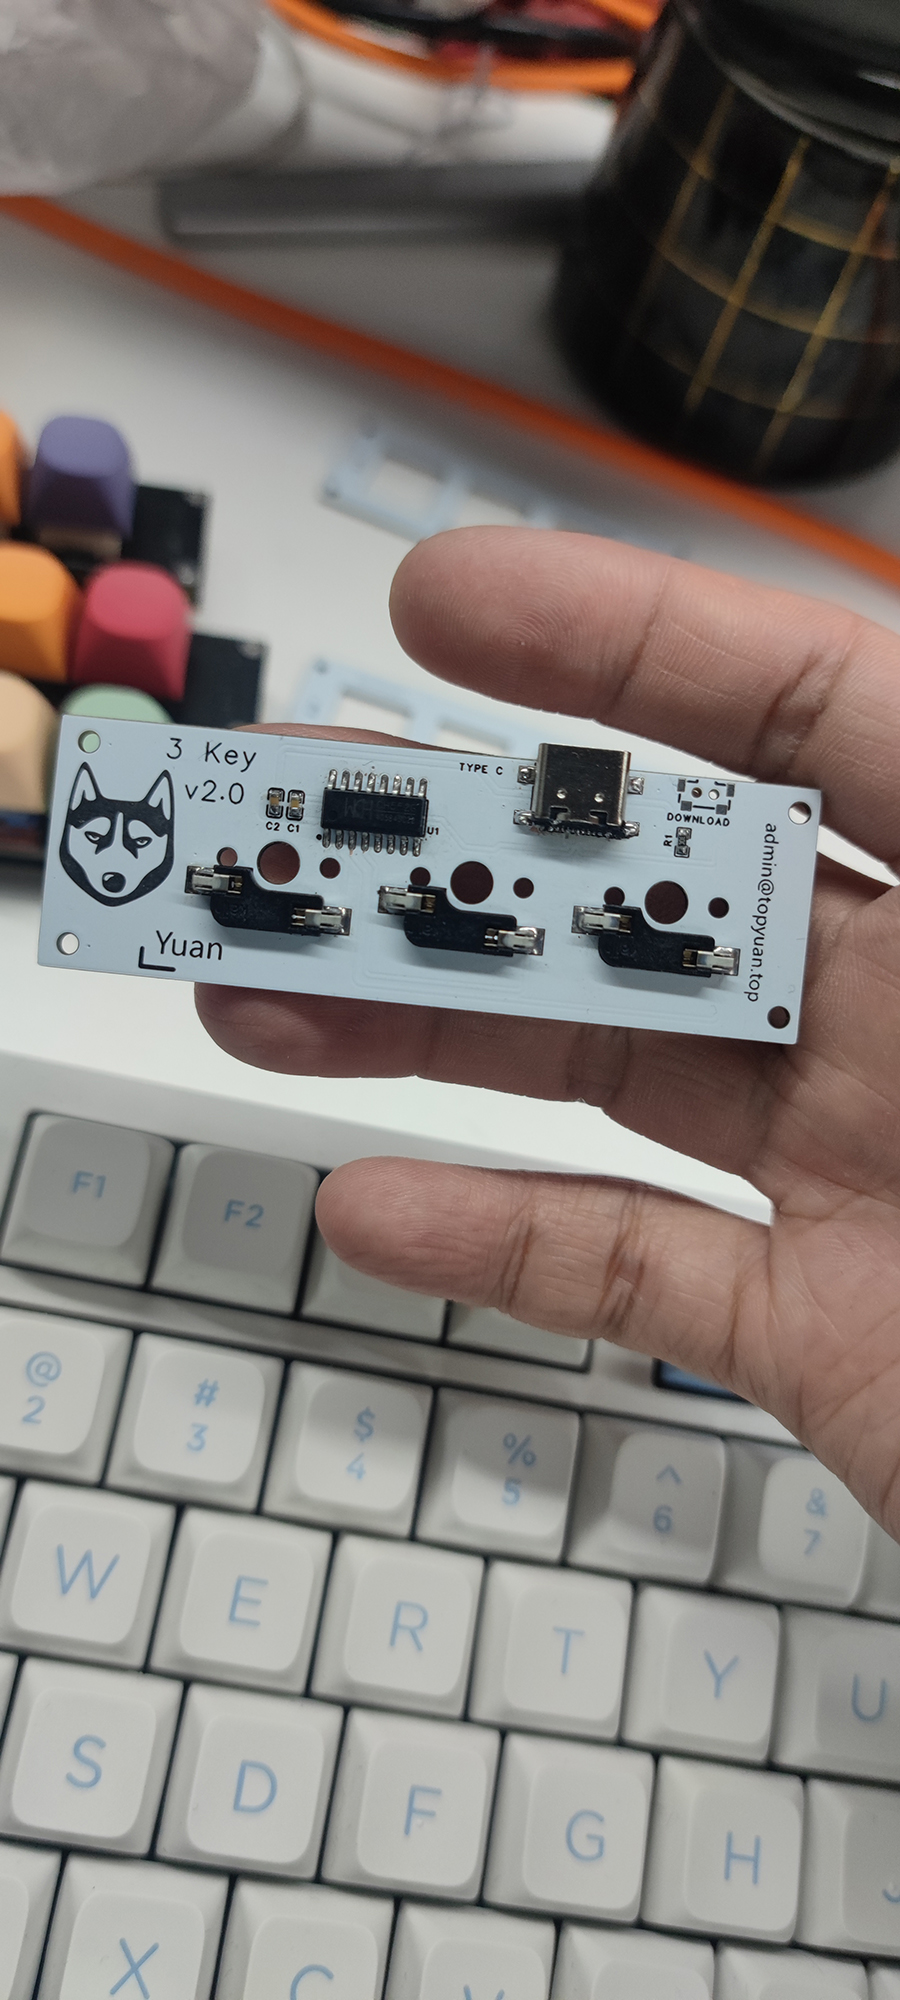 3 Key
v2.0
TYPE C
C2 C1
WCH
U1
DOWNLOAD
R1
admin@topyuan.top
Yuan
F1 F2
@ # $ % ^ &
2 3 4 5 6 7
W E R T Y U
S D F G H
X C